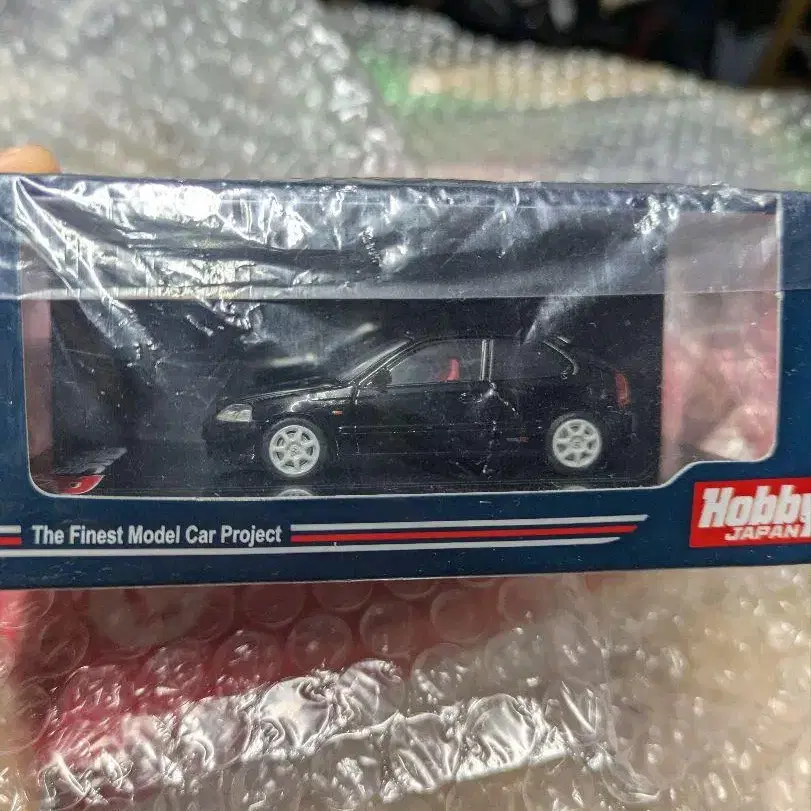 The Finest Model Car Project
Hobby
JAPAN